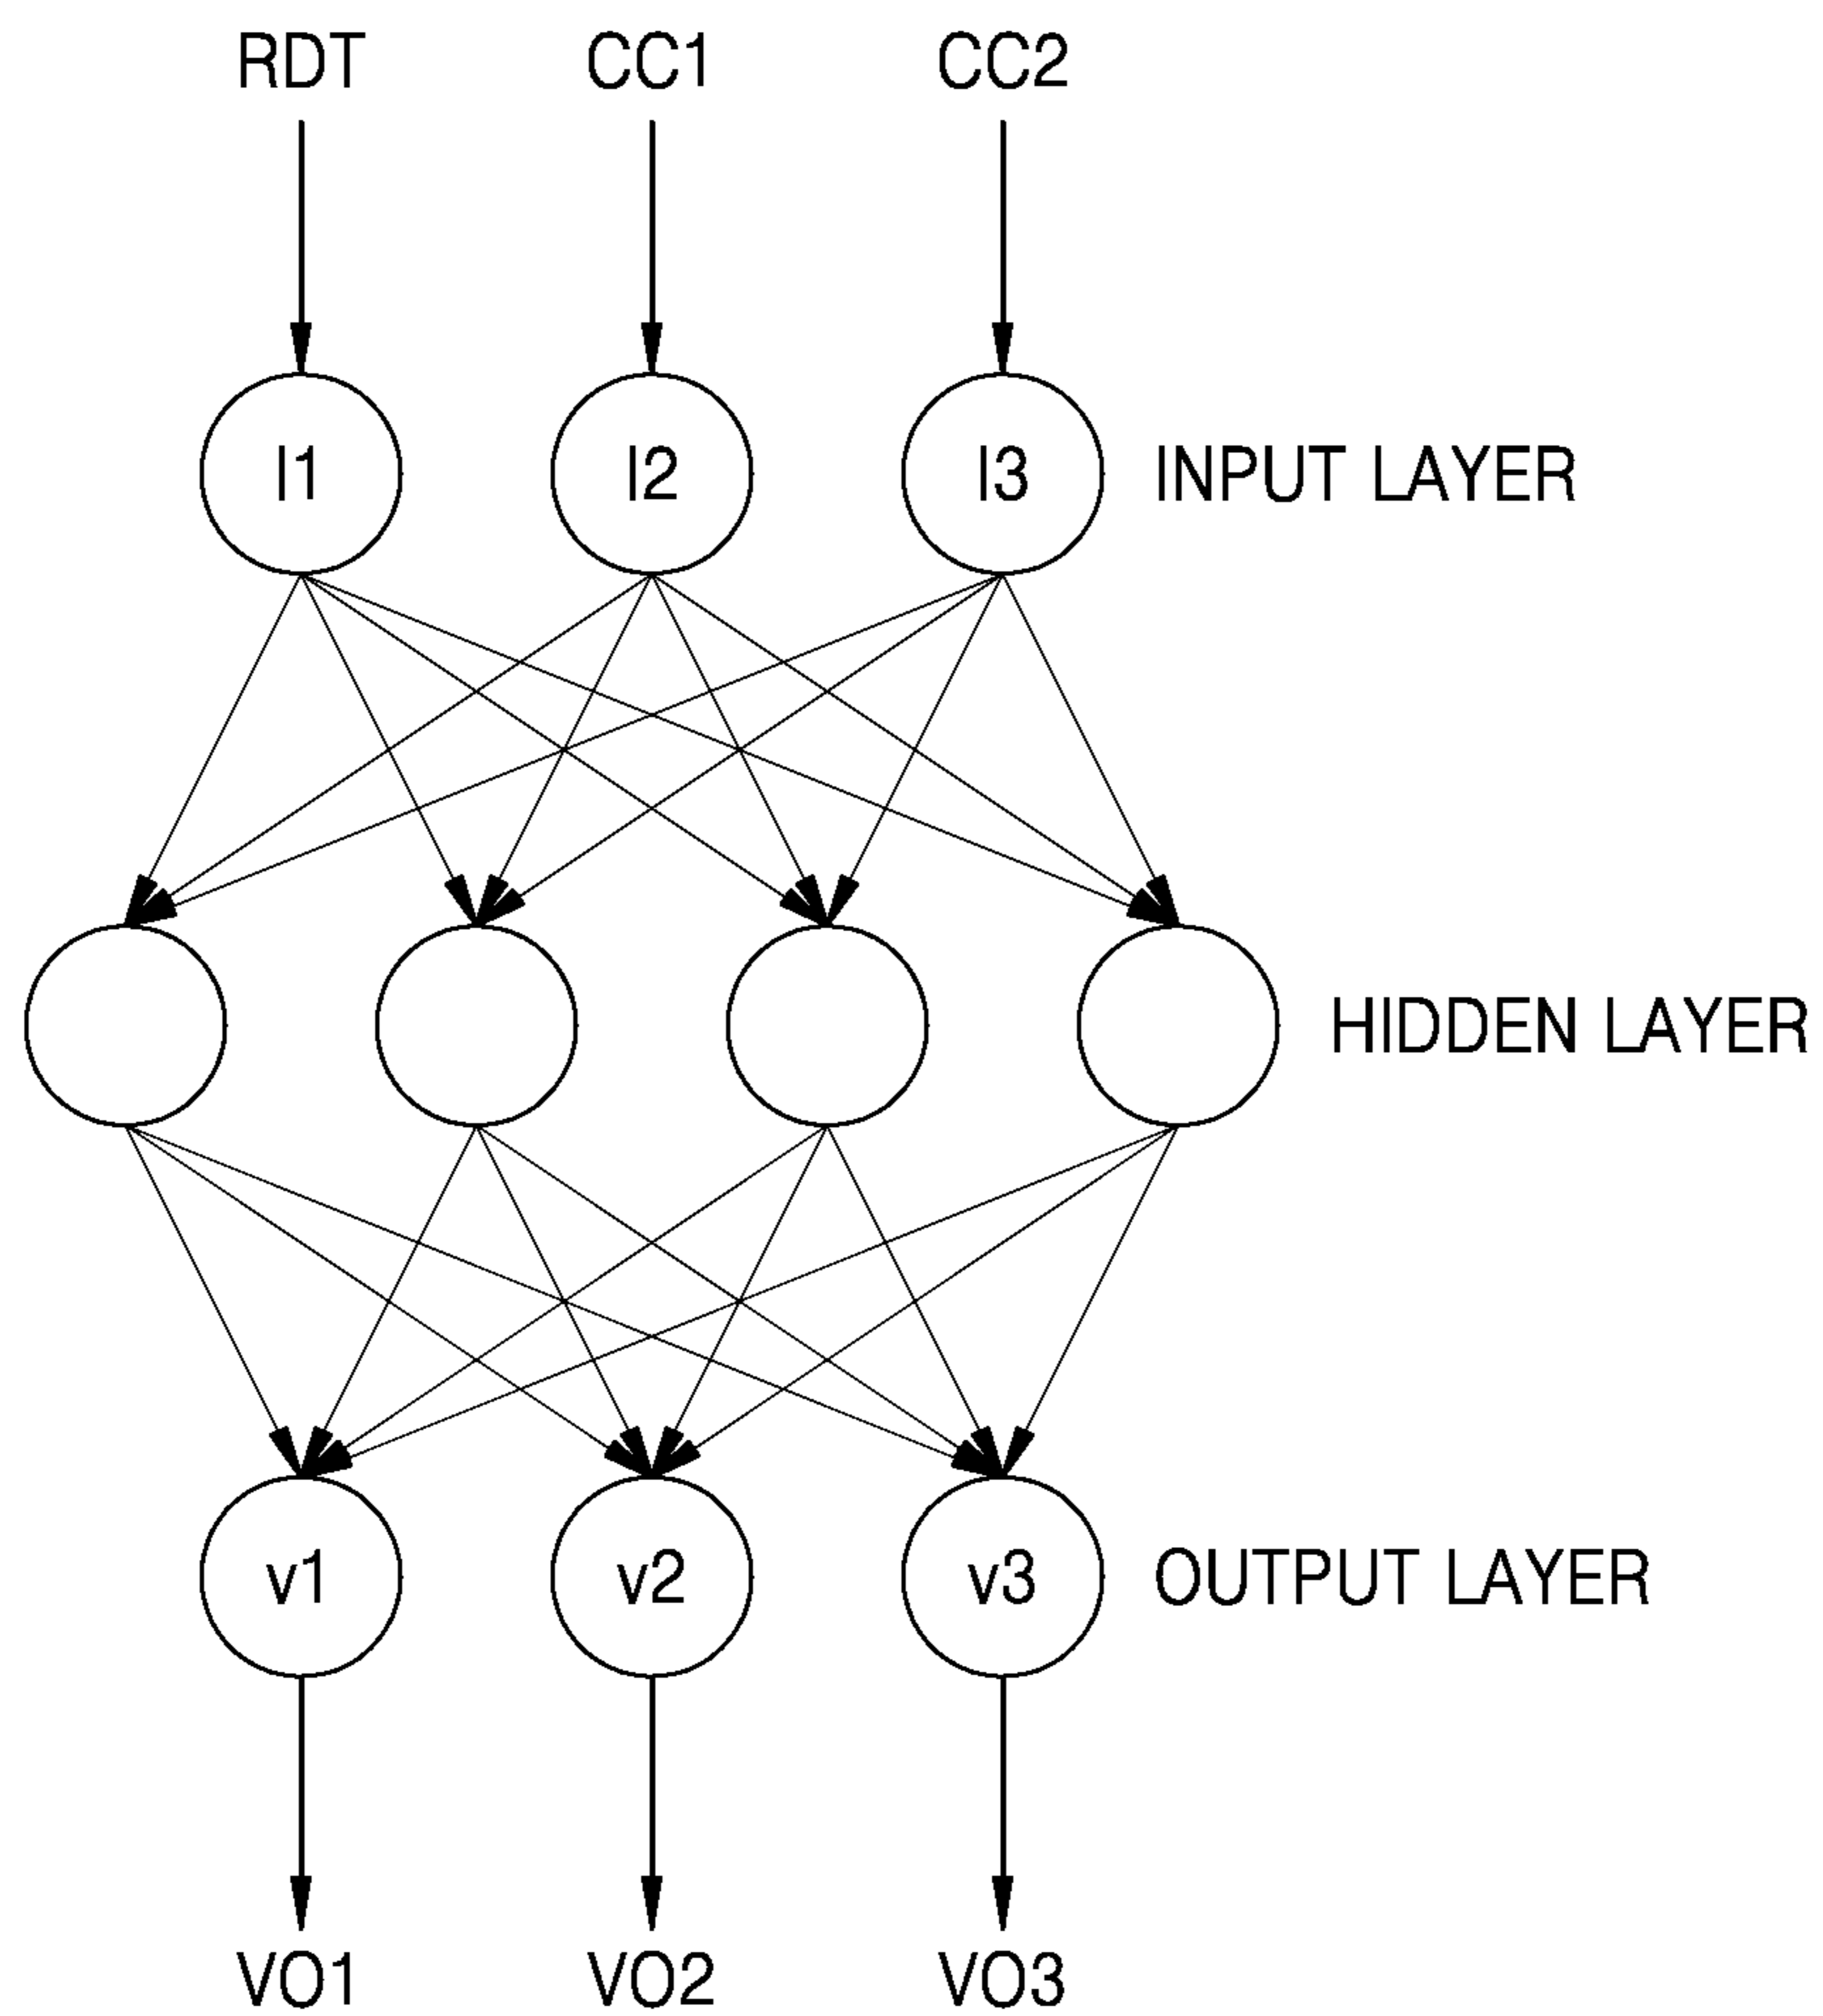 RDT CC1 CC2
I1 I2 I3 INPUT LAYER
HIDDEN LAYER
v1 v2 v3 OUTPUT LAYER
VO1 VO2 VO3